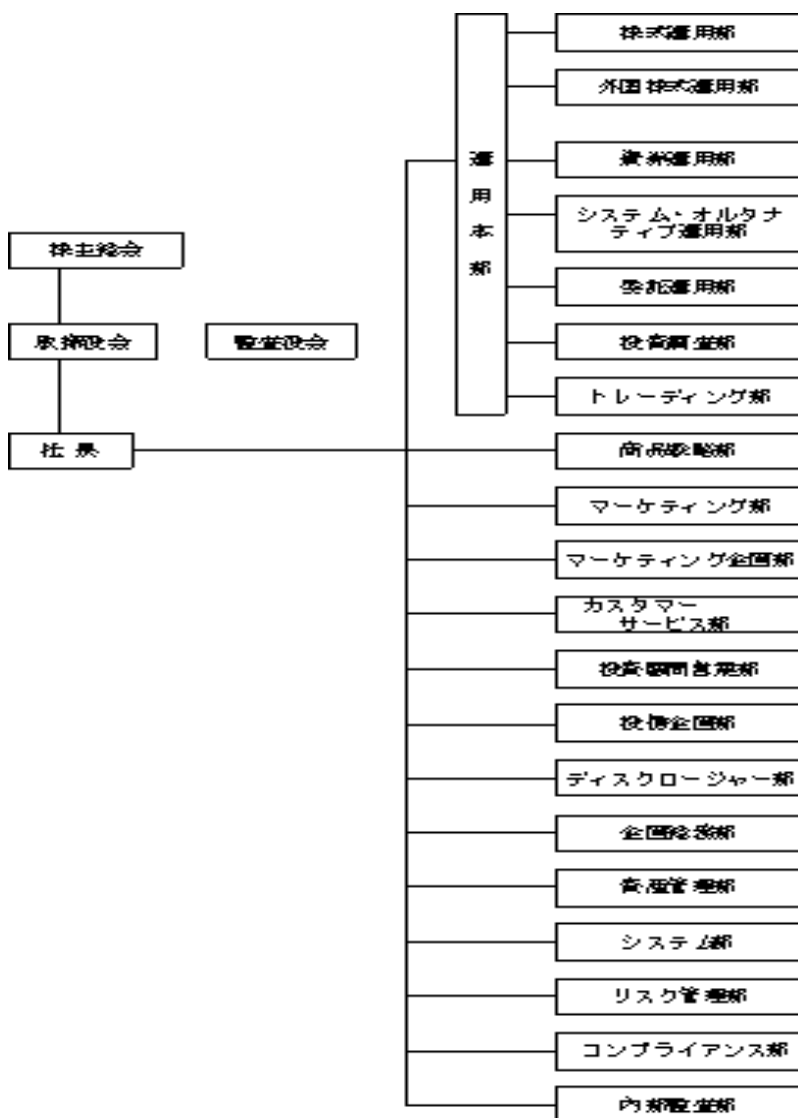 株主総会
取締役会
監査役会
社長
運用本部
株式運用部
外国株式運用部
債券運用部
システム・オルタナ
ティブ運用部
委託運用部
投資調査部
トレーディング部
商品戦略部
マーケティング部
マーケティング企画部
カスタマー
サービス部
投資顧問営業部
投信企画部
ディスクロージャー部
企画総務部
資産管理部
システム部
リスク管理部
コンプライアンス部
内部監査部